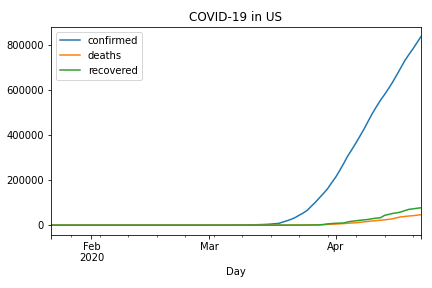 COVID-19 in US
confirmed
deaths
recovered
800000
600000
400000
200000
0
Feb
2020
Mar
Apr
Day